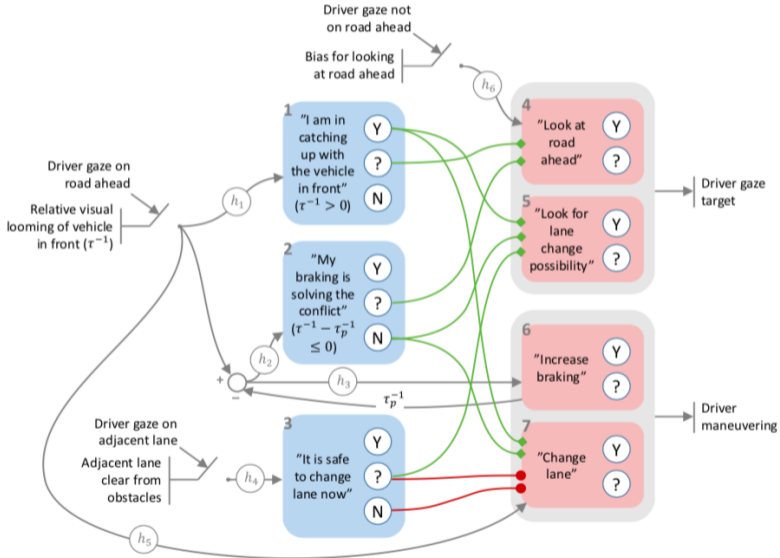 Driver gaze not
on road ahead
Bias for looking
at road ahead
h6
Driver gaze on
road ahead
Relative visual
looming of vehicle
in front (τ⁻¹)
h1
1
"I am in
catching
up with
the vehicle
in front"
(τ⁻¹ > 0)
Y
?
N
2
"My
braking is
solving the
conflict"
(τ⁻¹ − τp⁻¹
≤ 0)
Y
?
N
h2
+
−
h3
τp⁻¹
Driver gaze on
adjacent lane
Adjacent lane
clear from
obstacles
h4
3
"It is safe
to change
lane now"
Y
?
N
h5
4
"Look at
road
ahead"
Y
?
5
"Look for
lane
change
possibility"
Y
?
Driver gaze
target
6
"Increase
braking"
Y
?
7
"Change
lane"
Y
?
Driver
maneuvering